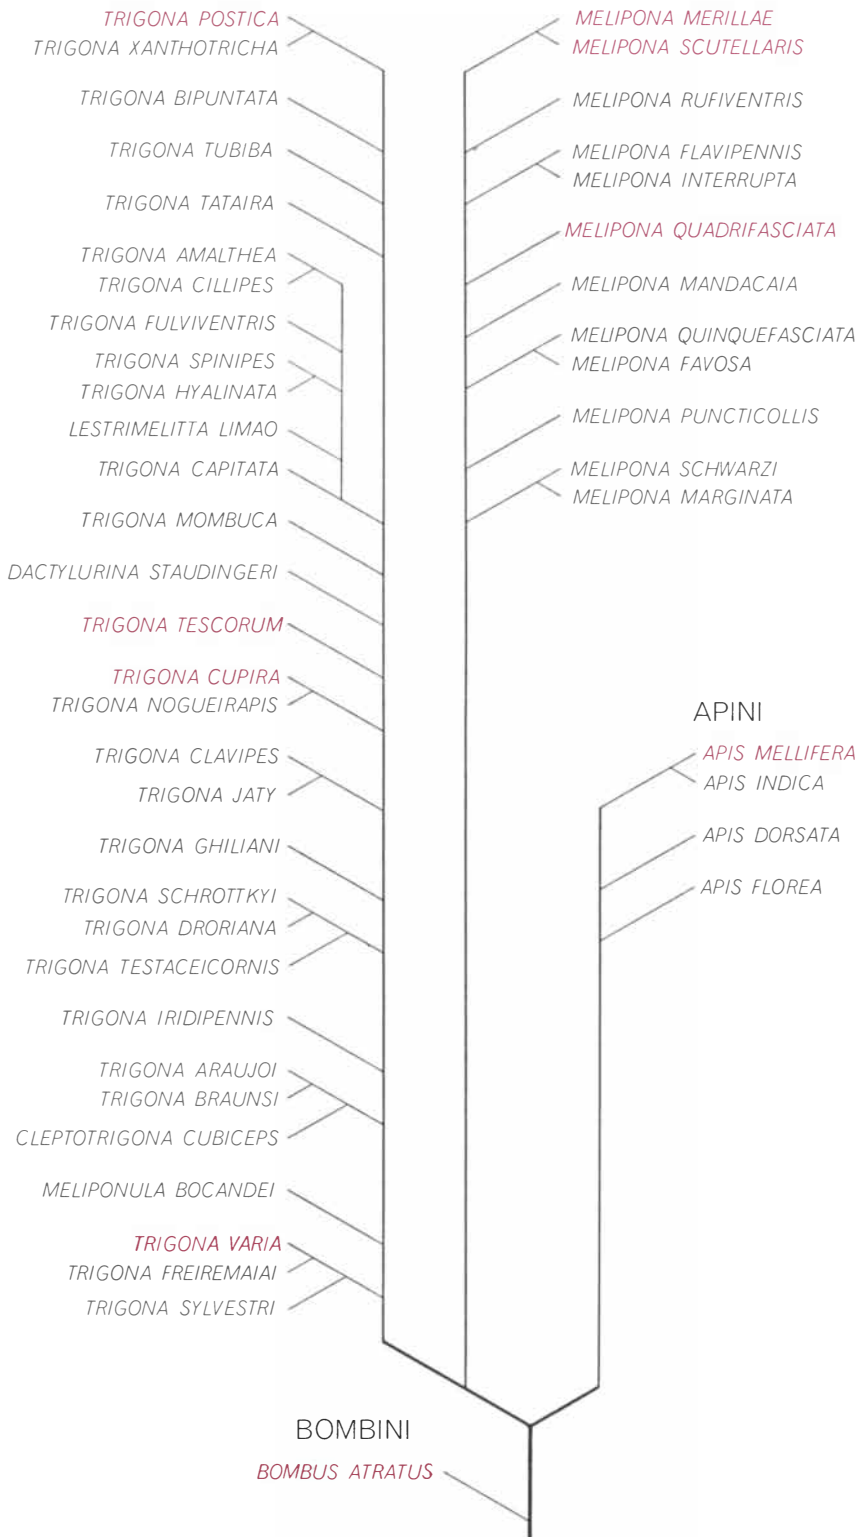 TRIGONA POSTICA
TRIGONA XANTHOTRICHA
TRIGONA BIPUNTATA
TRIGONA TUBIBA
TRIGONA TATAIRA
TRIGONA AMALTHEA
TRIGONA CILLIPES
TRIGONA FULVIVENTRIS
TRIGONA SPINIPES
TRIGONA HYALINATA
LESTRIMELITTA LIMAO
TRIGONA CAPITATA
TRIGONA MOMBUCA
DACTYLURINA STAUDINGERI
TRIGONA TESCORUM
TRIGONA CUPIRA
TRIGONA NOGUEIRAPIS
TRIGONA CLAVIPES
TRIGONA JATY
TRIGONA GHILIANI
TRIGONA SCHROTTKYI
TRIGONA DRORIANA
TRIGONA TESTACEICORNIS
TRIGONA IRIDIPENNIS
TRIGONA ARAUJOI
TRIGONA BRAUNSI
CLEPTOTRIGONA CUBICEPS
MELIPONULA BOCANDEI
TRIGONA VARIA
TRIGONA FREIREMAIAI
TRIGONA SYLVESTRI
MELIPONA MERILLAE
MELIPONA SCUTELLARIS
MELIPONA RUFIVENTRIS
MELIPONA FLAVIPENNIS
MELIPONA INTERRUPTA
MELIPONA QUADRIFASCIATA
MELIPONA MANDACAIA
MELIPONA QUINQUEFASCIATA
MELIPONA FAVOSA
MELIPONA PUNCTICOLLIS
MELIPONA SCHWARZI
MELIPONA MARGINATA
APINI
APIS MELLIFERA
APIS INDICA
APIS DORSATA
APIS FLOREA
BOMBINI
BOMBUS ATRATUS